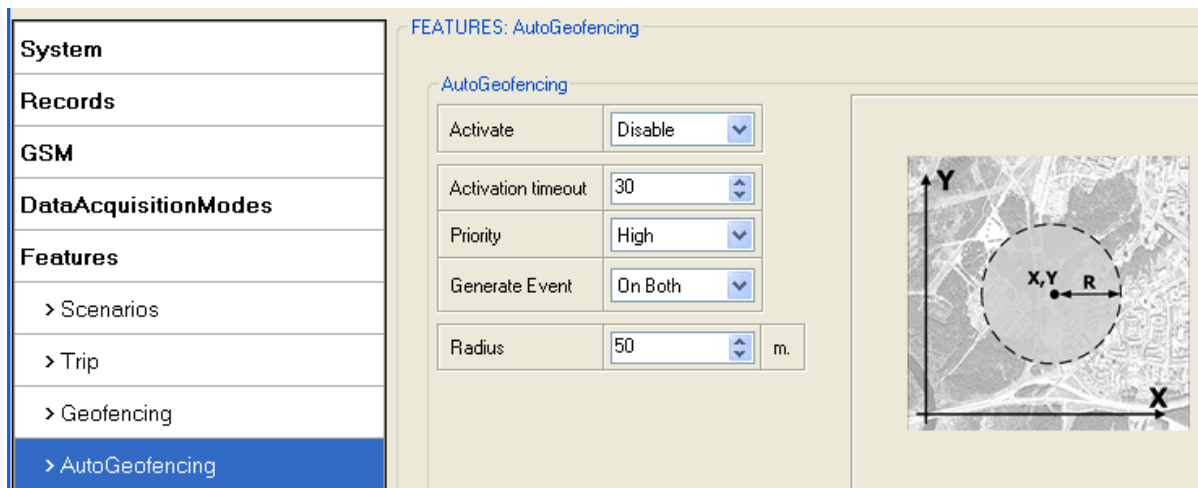 System
Records
GSM
DataAcquisitionModes
Features
> Scenarios
> Trip
> Geofencing
> AutoGeofencing
FEATURES: AutoGeofencing
AutoGeofencing
Activate Disable
Activation timeout 30
Priority High
Generate Event On Both
Radius 50 m.
Y
X,Y R
X